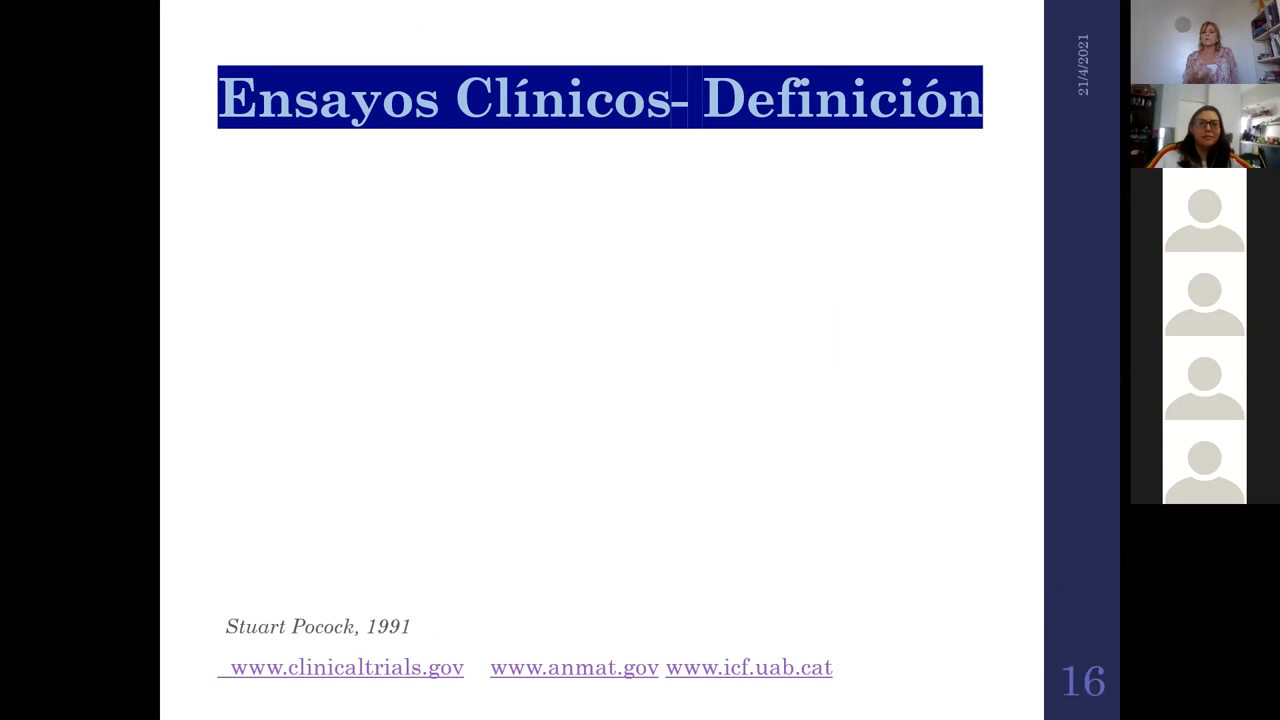 Ensayos Clínicos- Definición
21/4/2021
Stuart Pocock, 1991
www.clinicaltrials.gov www.anmat.gov www.icf.uab.cat
16